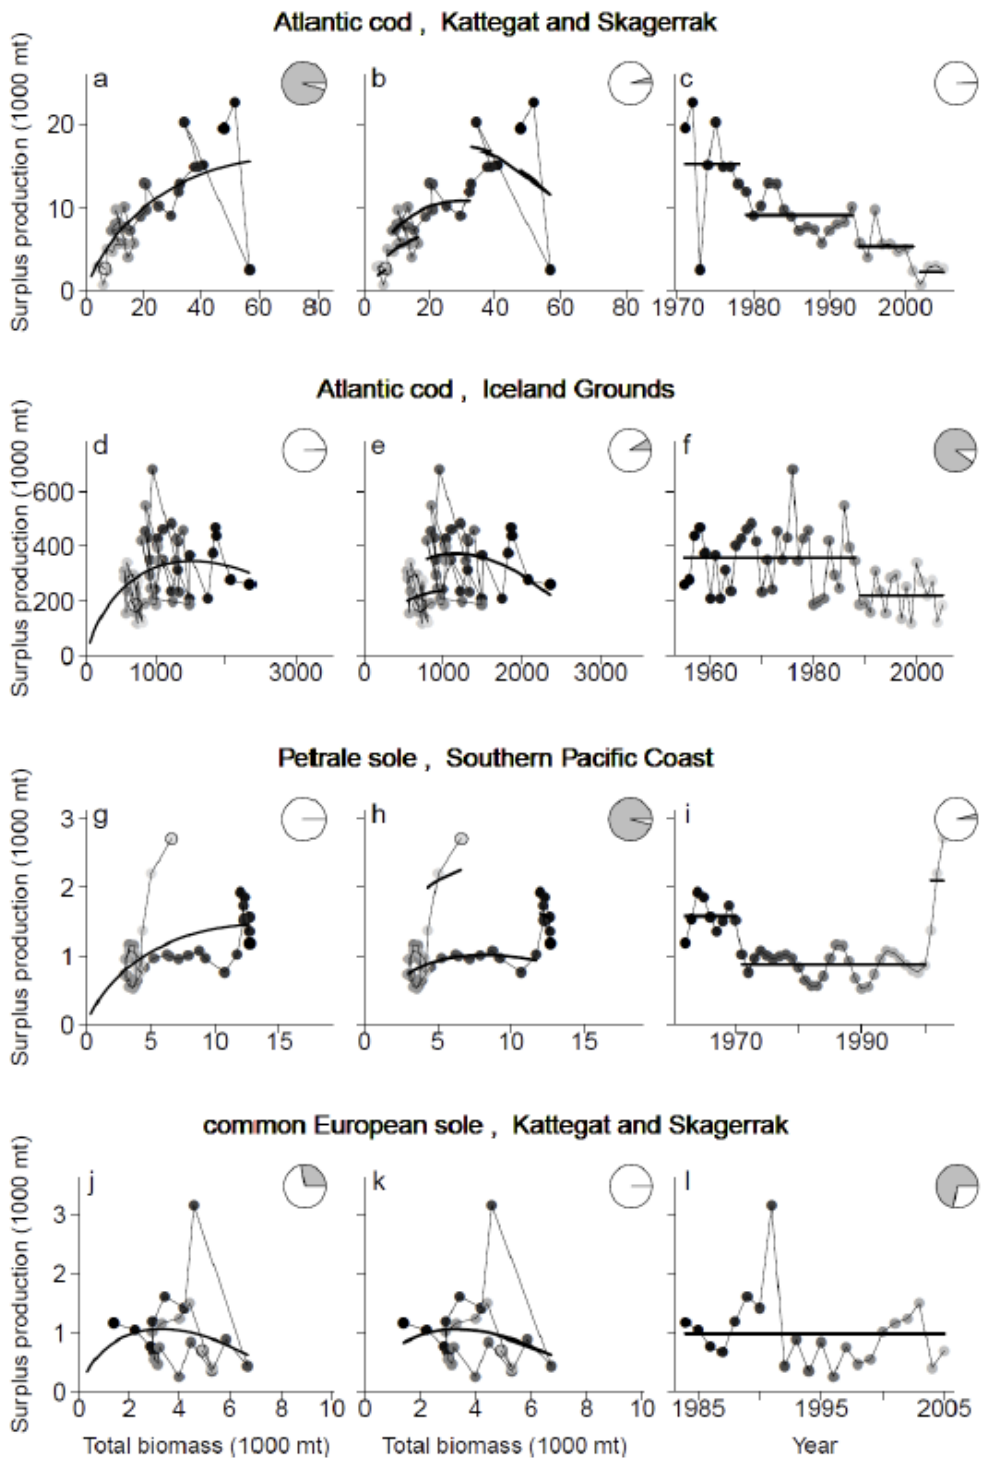 Atlantic cod , Kattegat and Skagerrak
Surplus production (1000 mt)
a
b
c
20
10
0
0 20 40 60 80
0 20 40 60 80
1970 1980 1990 2000
Atlantic cod , Iceland Grounds
Surplus production (1000 mt)
d
e
f
600
400
200
0
0 1000 3000
0 1000 2000 3000
1960 1980 2000
Petrale sole , Southern Pacific Coast
Surplus production (1000 mt)
g
h
i
3
2
1
0
0 5 10 15
0 5 10 15
1970 1990
common European sole , Kattegat and Skagerrak
Surplus production (1000 mt)
j
k
l
3
2
1
0
0 2 4 6 8 10
0 2 4 6 8 10
1985 1995 2005
Total biomass (1000 mt)
Total biomass (1000 mt)
Year